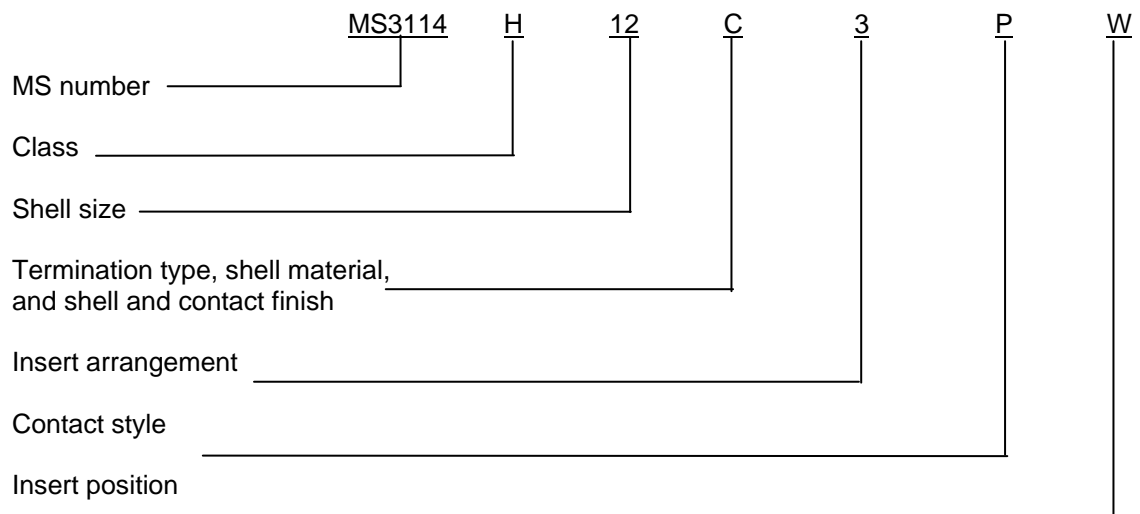 MS3114 H 12 C 3 P W
MS number
Class
Shell size
Termination type, shell material,
and shell and contact finish
Insert arrangement
Contact style
Insert position